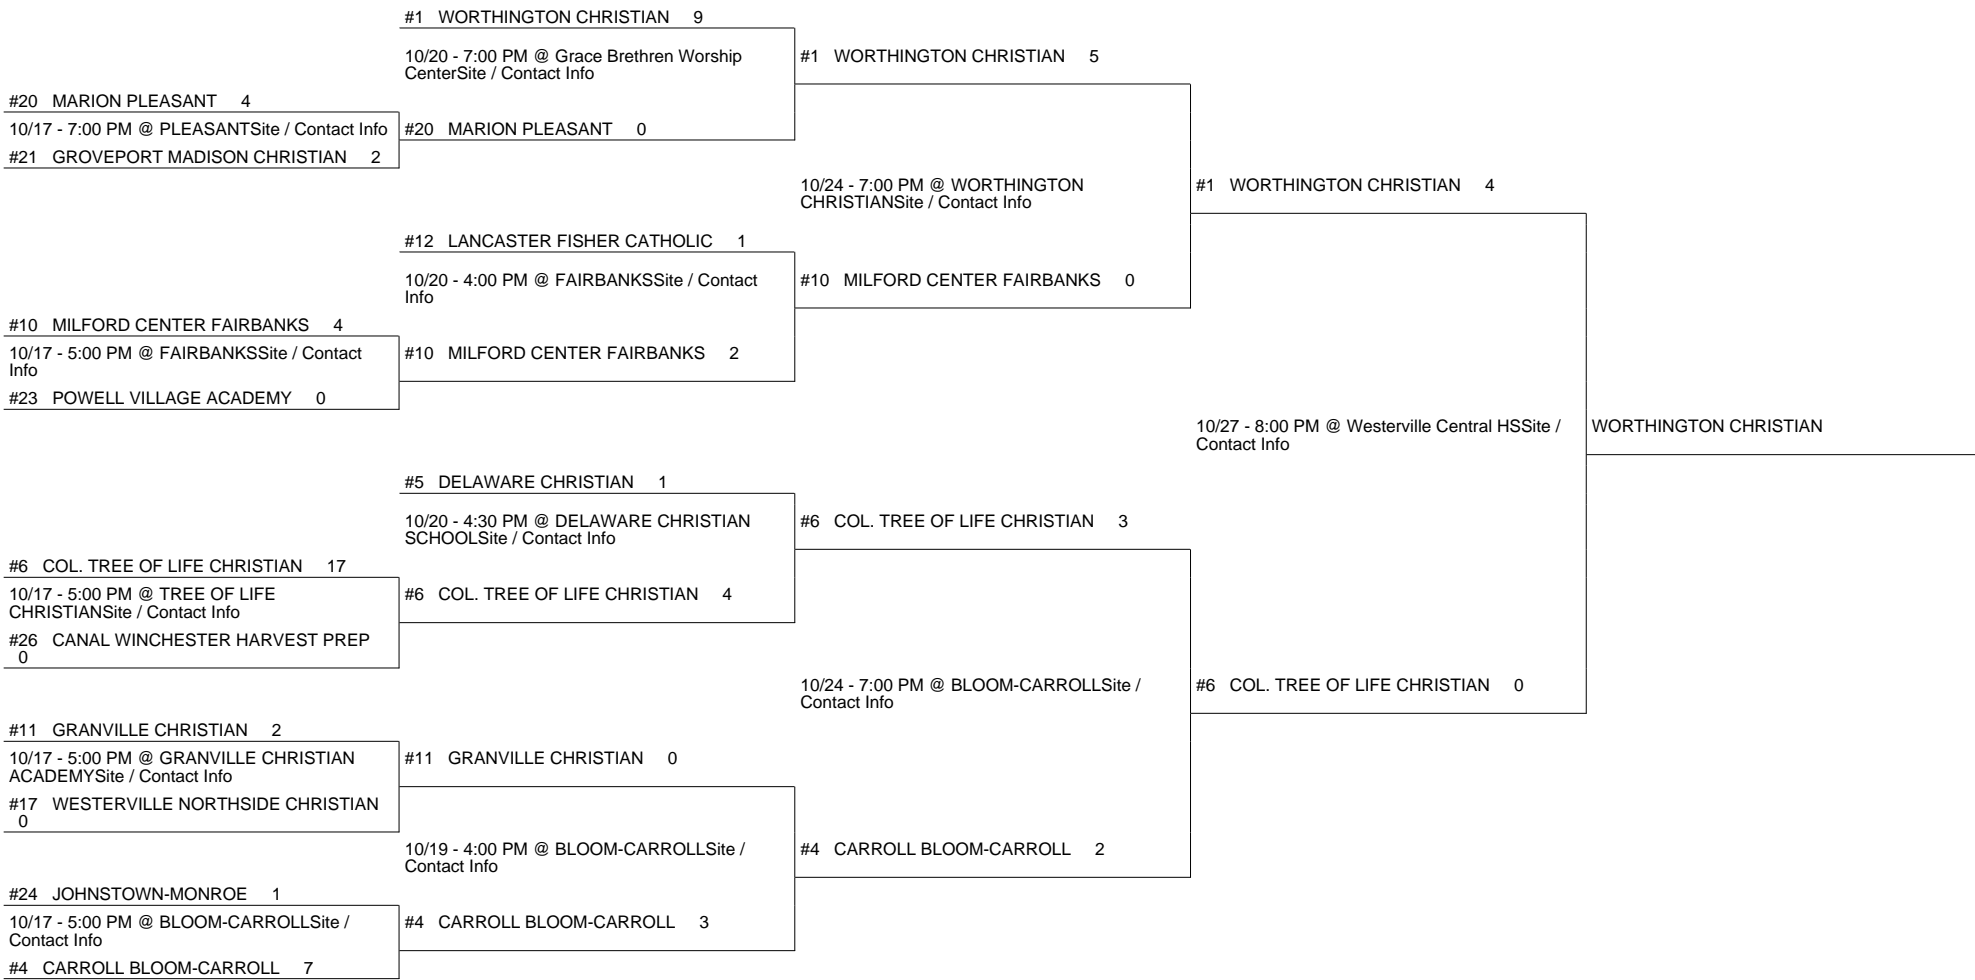 #1 WORTHINGTON CHRISTIAN 9
10/20 - 7:00 PM @ Grace Brethren Worship
CenterSite / Contact Info
#1 WORTHINGTON CHRISTIAN 5
#20 MARION PLEASANT 4
10/17 - 7:00 PM @ PLEASANTSite / Contact Info
#20 MARION PLEASANT 0
#21 GROVEPORT MADISON CHRISTIAN 2
10/24 - 7:00 PM @ WORTHINGTON
CHRISTIANSite / Contact Info
#1 WORTHINGTON CHRISTIAN 4
#12 LANCASTER FISHER CATHOLIC 1
10/20 - 4:00 PM @ FAIRBANKSSite / Contact
Info
#10 MILFORD CENTER FAIRBANKS 0
#10 MILFORD CENTER FAIRBANKS 4
10/17 - 5:00 PM @ FAIRBANKSSite / Contact
Info
#10 MILFORD CENTER FAIRBANKS 2
#23 POWELL VILLAGE ACADEMY 0
10/27 - 8:00 PM @ Westerville Central HSSite /
Contact Info
WORTHINGTON CHRISTIAN
#5 DELAWARE CHRISTIAN 1
10/20 - 4:30 PM @ DELAWARE CHRISTIAN
SCHOOLSite / Contact Info
#6 COL. TREE OF LIFE CHRISTIAN 3
#6 COL. TREE OF LIFE CHRISTIAN 17
10/17 - 5:00 PM @ TREE OF LIFE
CHRISTIANSite / Contact Info
#6 COL. TREE OF LIFE CHRISTIAN 4
#26 CANAL WINCHESTER HARVEST PREP
0
10/24 - 7:00 PM @ BLOOM-CARROLLSite /
Contact Info
#6 COL. TREE OF LIFE CHRISTIAN 0
#11 GRANVILLE CHRISTIAN 2
10/17 - 5:00 PM @ GRANVILLE CHRISTIAN
ACADEMYSite / Contact Info
#11 GRANVILLE CHRISTIAN 0
#17 WESTERVILLE NORTHSIDE CHRISTIAN
0
10/19 - 4:00 PM @ BLOOM-CARROLLSite /
Contact Info
#4 CARROLL BLOOM-CARROLL 2
#24 JOHNSTOWN-MONROE 1
10/17 - 5:00 PM @ BLOOM-CARROLLSite /
Contact Info
#4 CARROLL BLOOM-CARROLL 3
#4 CARROLL BLOOM-CARROLL 7